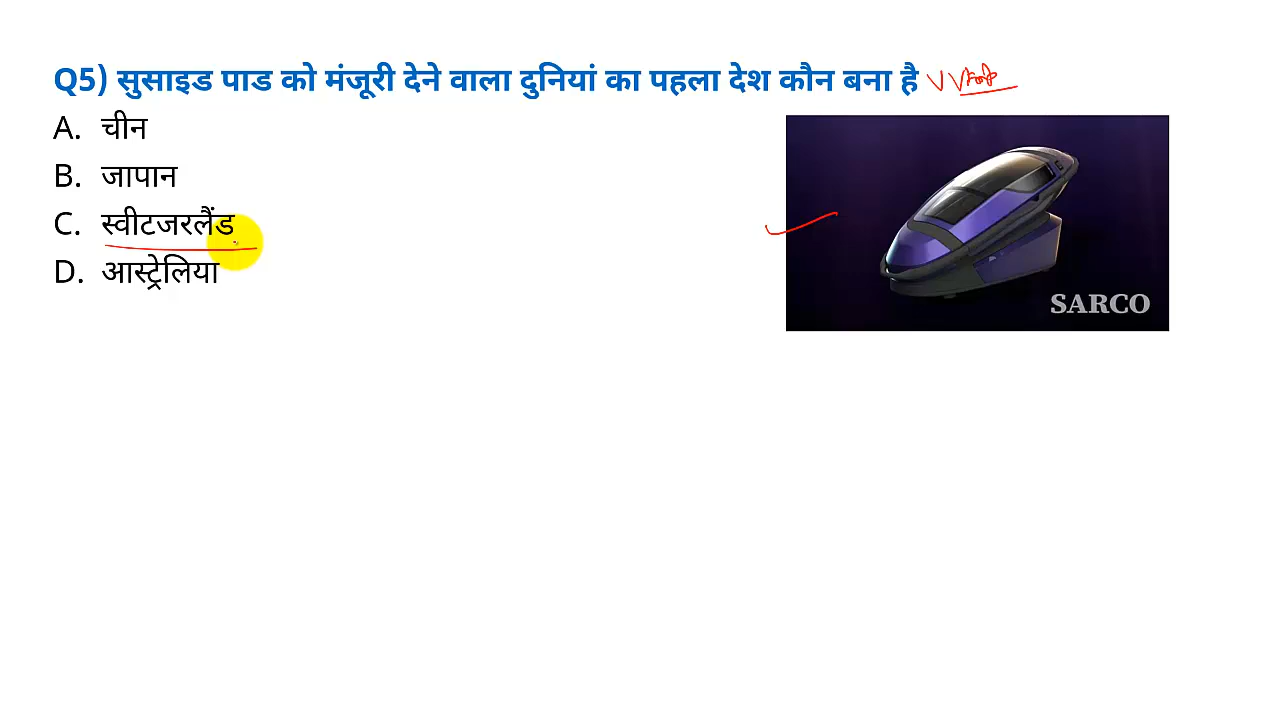 Q5) सुसाइड पाड को मंजूरी देने वाला दुनियां का पहला देश कौन बना है
A. चीन
B. जापान
C. स्वीटजरलैंड
D. आस्ट्रेलिया
SARCO